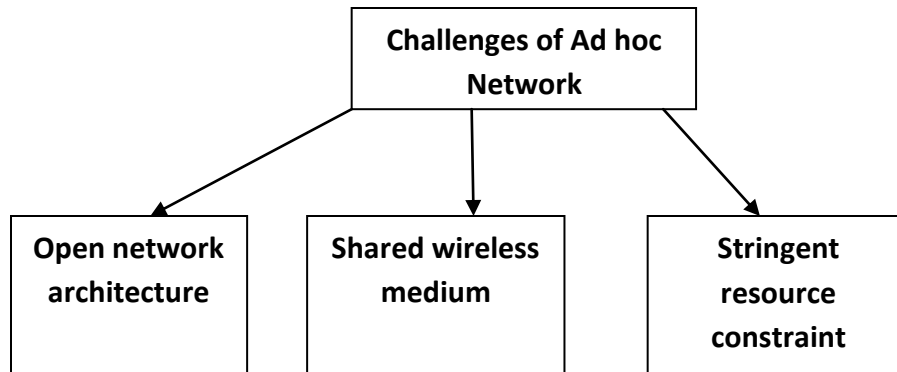 Challenges of Ad hoc
Network
Open network
architecture
Shared wireless
medium
Stringent
resource
constraint